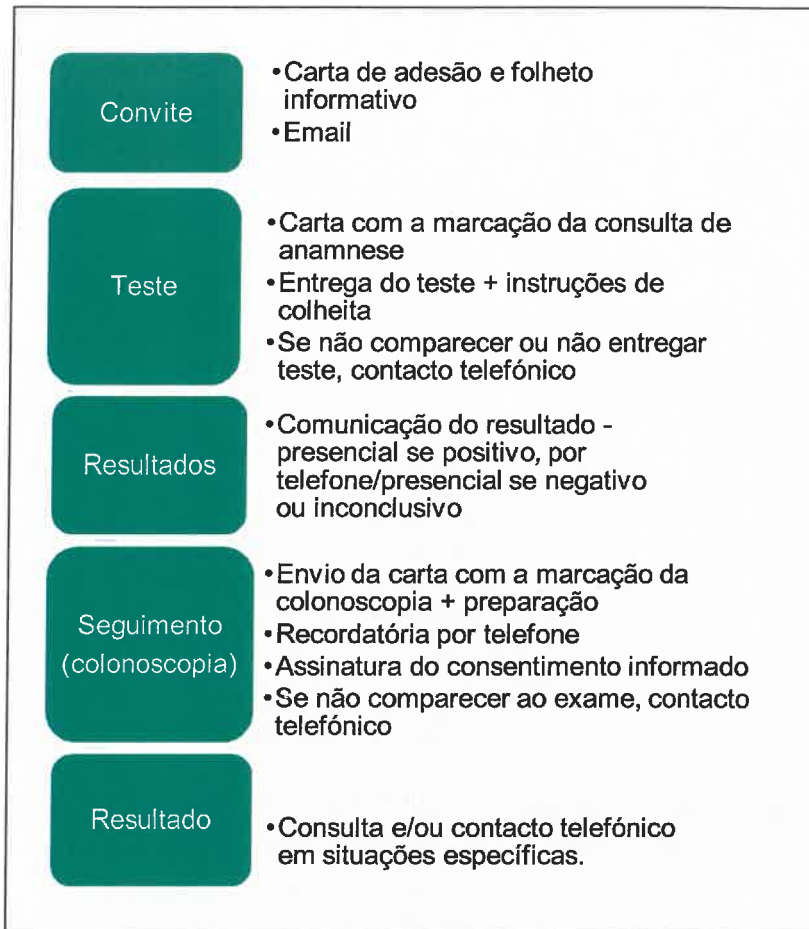 Convite
•Carta de adesão e folheto
informativo
•Email
Teste
•Carta com a marcação da consulta de
anamnese
•Entrega do teste + instruções de
colheita
•Se não comparecer ou não entregar
teste, contacto telefónico
Resultados
•Comunicação do resultado -
presencial se positivo, por
telefone/presencial se negativo
ou inconclusivo
Seguimento
(colonoscopia)
•Envio da carta com a marcação da
colonoscopia + preparação
•Recordatória por telefone
•Assinatura do consentimento informado
•Se não comparecer ao exame, contacto
telefónico
Resultado
•Consulta e/ou contacto telefónico
em situações específicas.